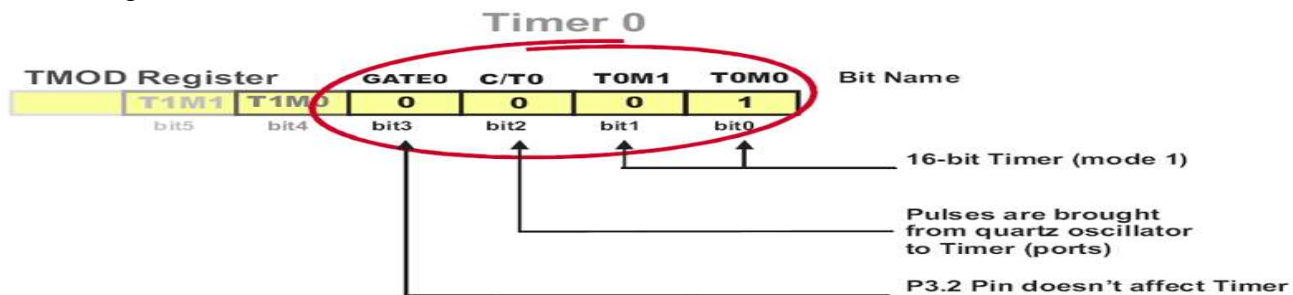 Timer 0
TMOD Register GATE0 C/T0 T0M1 T0M0 Bit Name
T1M1 T1M0 0 0 0 1
bit5 bit4 bit3 bit2 bit1 bit0
16-bit Timer (mode 1)
Pulses are brought
from quartz oscillator
to Timer (ports)
P3.2 Pin doesn't affect Timer